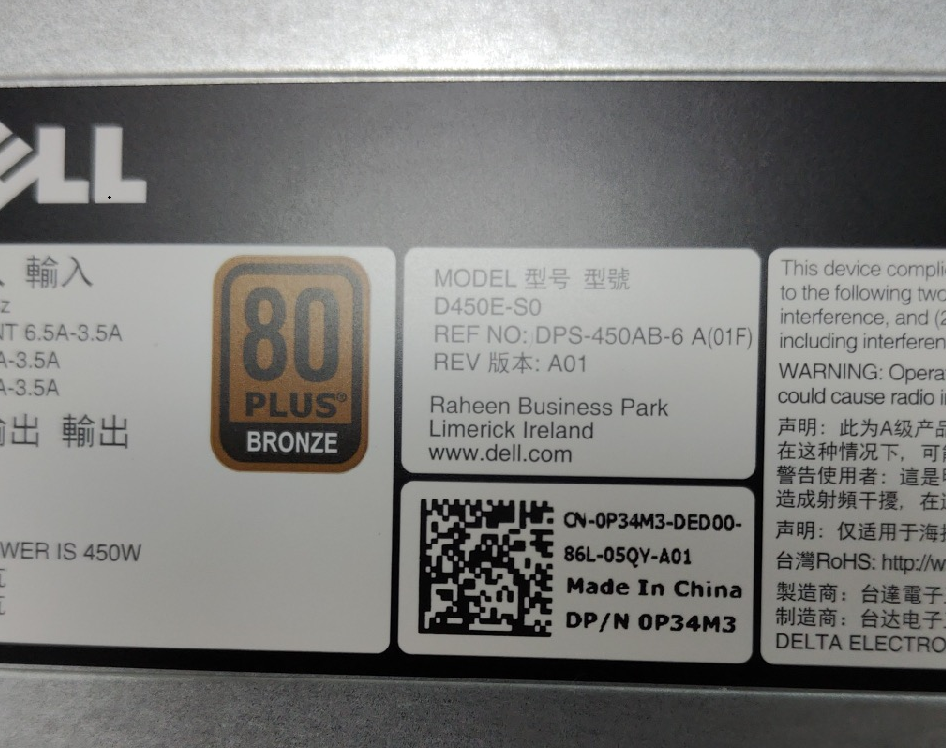 DELL
輸入
NT 6.5A-3.5A
A-3.5A
A-3.5A
輸出 輸出
OWER IS 450W
瓦
瓦
80
PLUS®
BRONZE
MODEL 型号 型號
D450E-S0
REF NO: DPS-450AB-6 A(01F)
REV 版本: A01
Raheen Business Park
Limerick Ireland
www.dell.com
CN-0P34M3-DED00-
86L-05QY-A01
Made In China
DP/N 0P34M3
This device compli
to the following two
interference, and (2
including interferen
WARNING: Opera
could cause radio i
声明：此为A级产品
在这种情况下，可能
警告使用者：這是
造成射頻干擾，在
声明：仅适用于海拔
台灣RoHS: http://w
製造商：台達電子
制造商：台达电子
DELTA ELECTRO